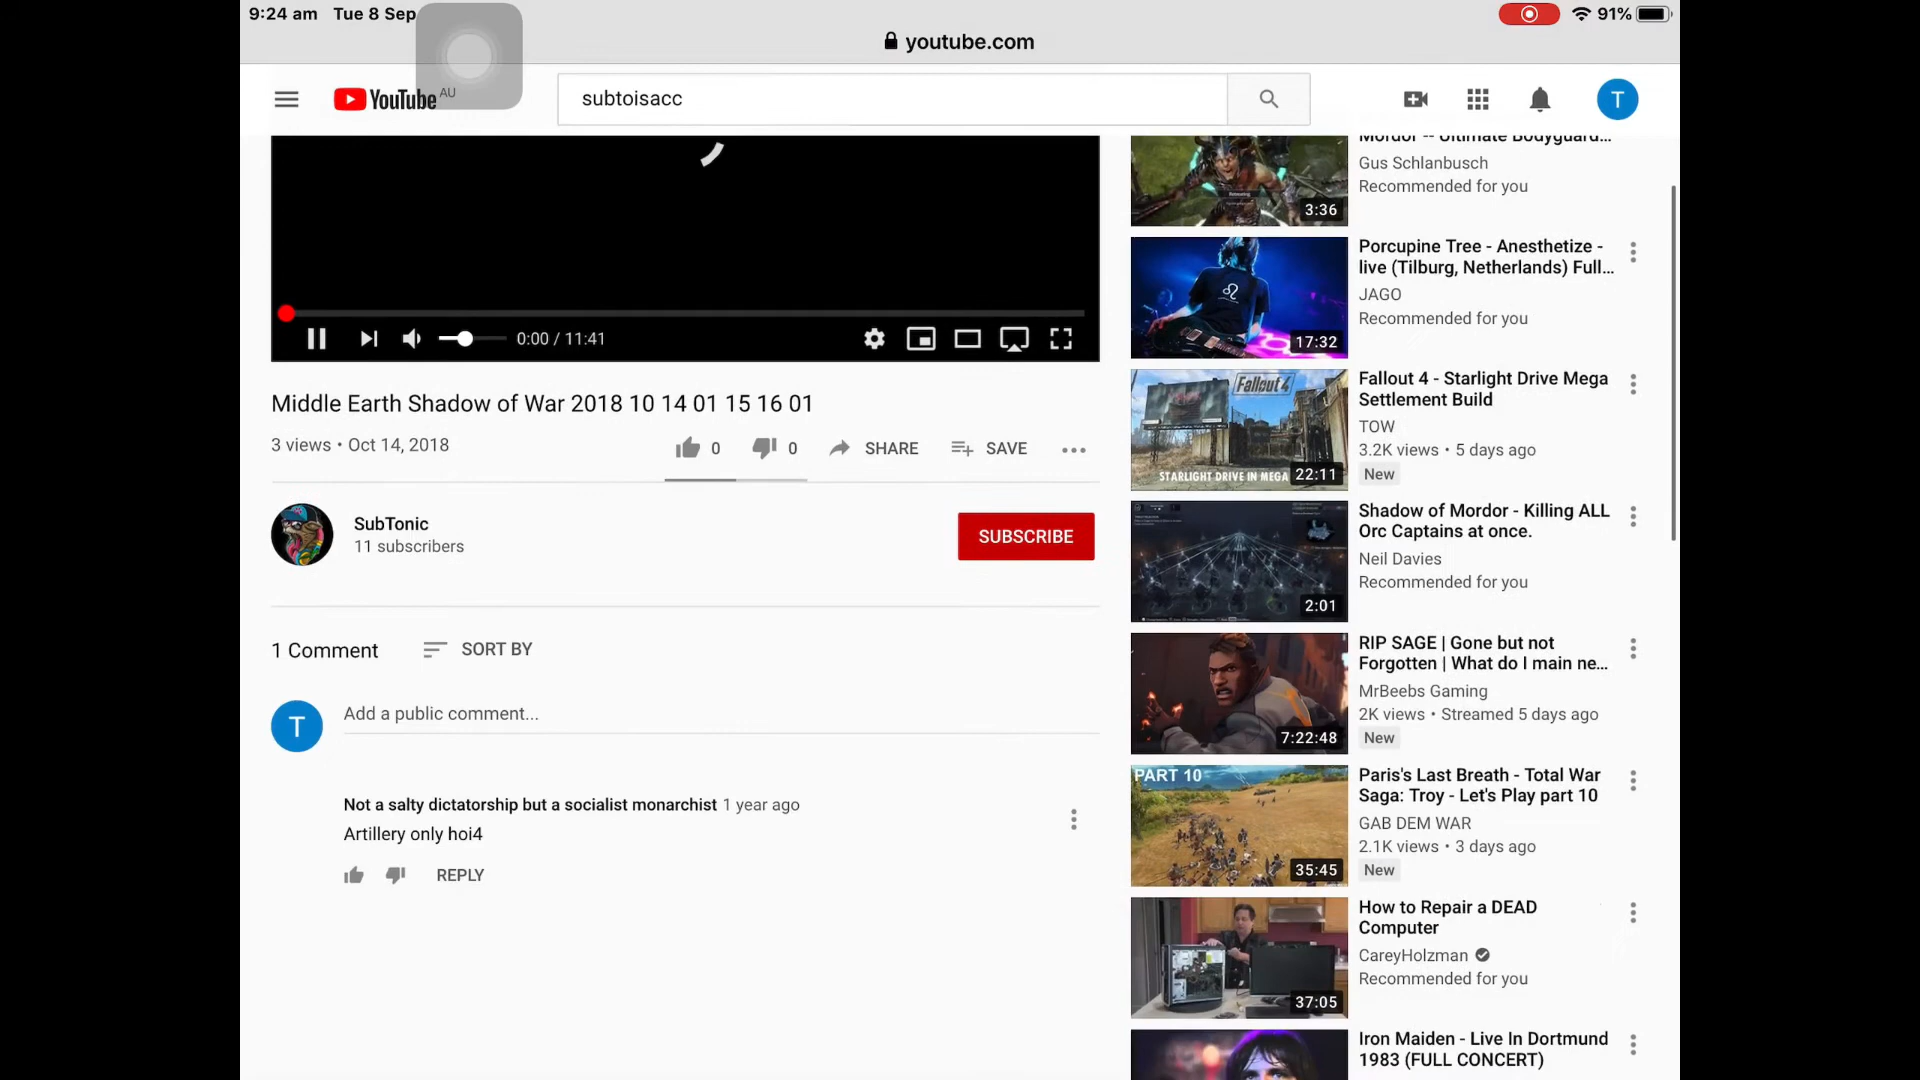 9:24 am Tue 8 Sep
91%
youtube.com
YouTube AU
subtoisacc
T
0:00 / 11:41
Middle Earth Shadow of War 2018 10 14 01 15 16 01
3 views • Oct 14, 2018
0
0
SHARE
SAVE
SubTonic
11 subscribers
SUBSCRIBE
1 Comment
SORT BY
T
Add a public comment...
Not a salty dictatorship but a socialist monarchist 1 year ago
Artillery only hoi4
REPLY
Mordor -- Ultimate Bodyguard...
Gus Schlanbusch
Recommended for you
3:36
Porcupine Tree - Anesthetize -
live (Tilburg, Netherlands) Full...
JAGO
Recommended for you
17:32
Fallout 4 - Starlight Drive Mega
Settlement Build
TOW
3.2K views • 5 days ago
New
Fallout 4
STARLIGHT DRIVE IN MEGA
22:11
Shadow of Mordor - Killing ALL
Orc Captains at once.
Neil Davies
Recommended for you
2:01
RIP SAGE | Gone but not
Forgotten | What do I main ne...
MrBeebs Gaming
2K views • Streamed 5 days ago
New
7:22:48
PART 10
Paris's Last Breath - Total War
Saga: Troy - Let's Play part 10
GAB DEM WAR
2.1K views • 3 days ago
New
35:45
How to Repair a DEAD
Computer
CareyHolzman
Recommended for you
37:05
Iron Maiden - Live In Dortmund
1983 (FULL CONCERT)